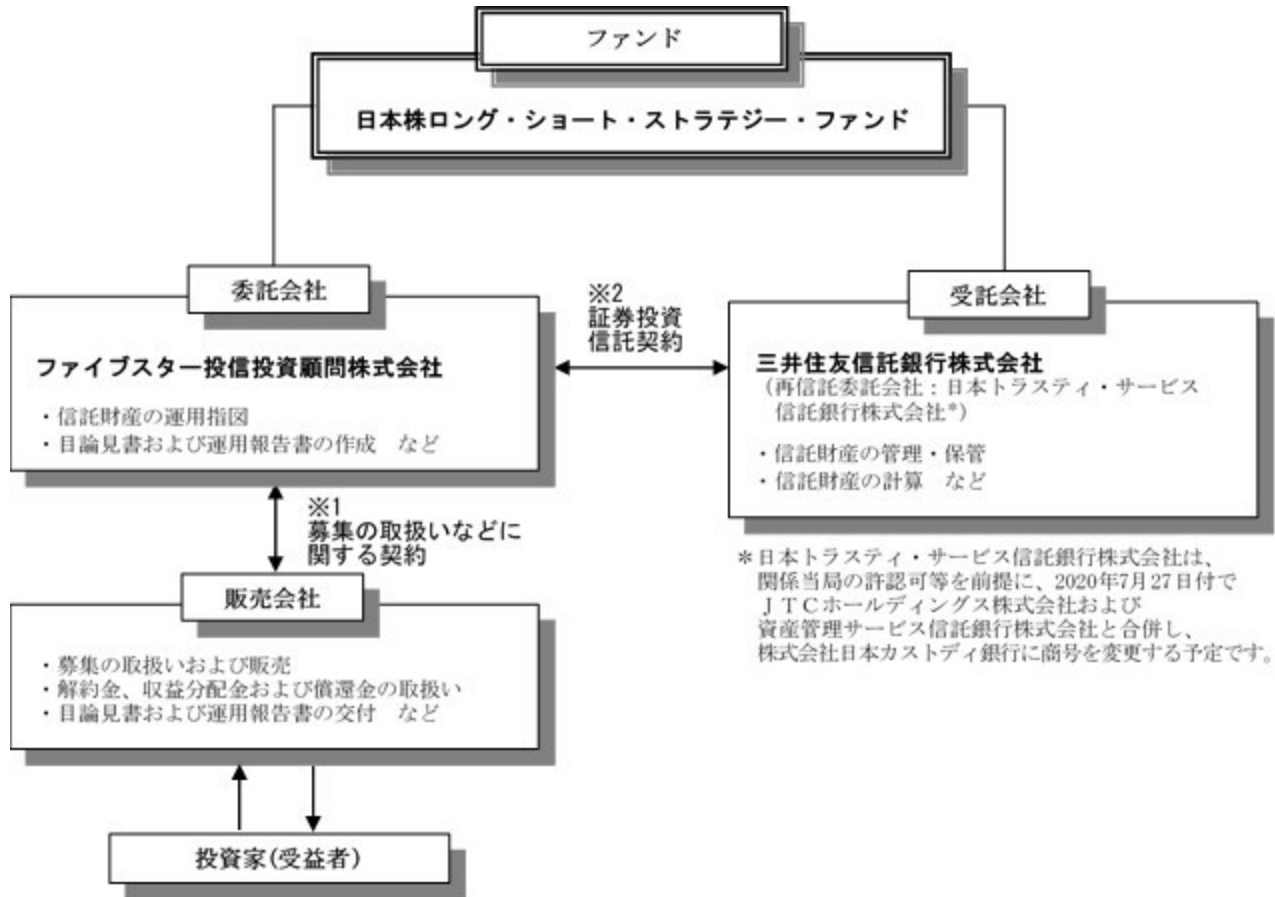 ファンド
日本株ロング・ショート・ストラテジー・ファンド
委託会社
ファイブスター投信投資顧問株式会社
・信託財産の運用指図
・目論見書および運用報告書の作成 など
※2
証券投資
信託契約
受託会社
三井住友信託銀行株式会社
（再信託委託会社：日本トラスティ・サービス
信託銀行株式会社*）
・信託財産の管理・保管
・信託財産の計算 など
※1
募集の取扱いなどに
関する契約
＊日本トラスティ・サービス信託銀行株式会社は、
関係当局の許認可等を前提に、2020年7月27日付で
ＪＴＣホールディングス株式会社および
資産管理サービス信託銀行株式会社と合併し、
株式会社日本カストディ銀行に商号を変更する予定です。
販売会社
・募集の取扱いおよび販売
・解約金、収益分配金および償還金の取扱い
・目論見書および運用報告書の交付 など
投資家(受益者)